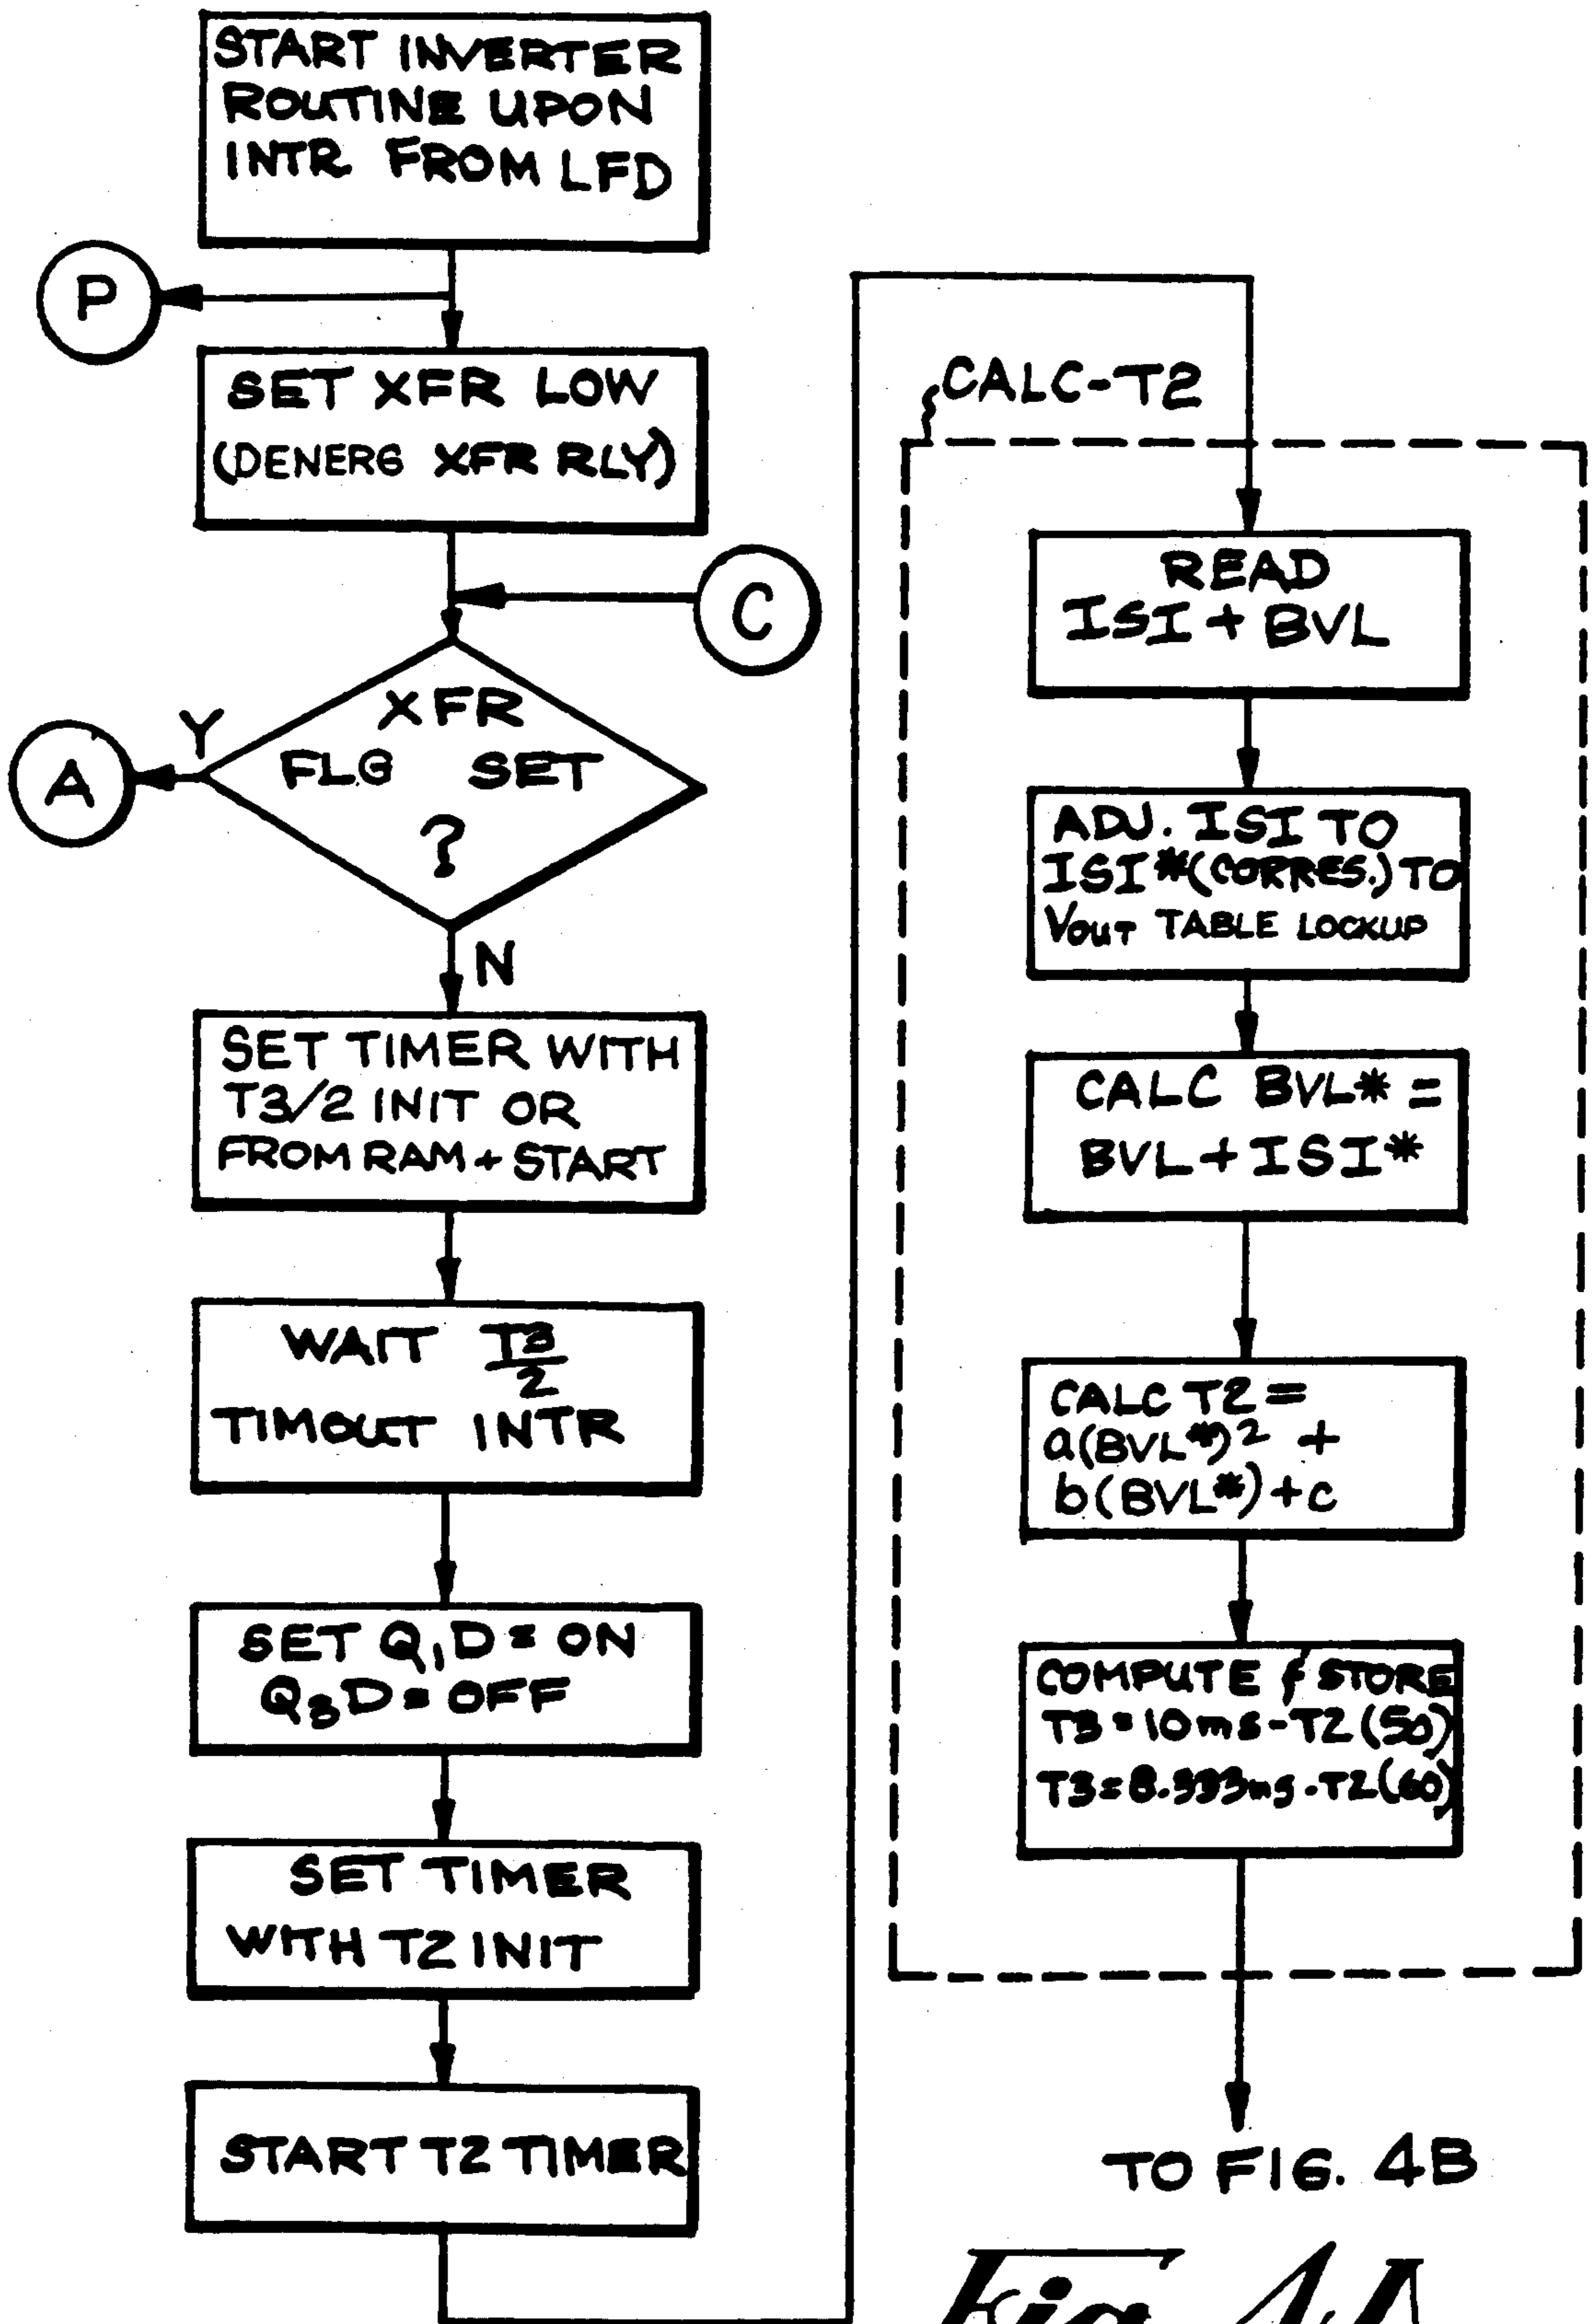 START INVERTER
ROUTINE UPON
INTR FROM LFD
P
SET XFR LOW
(DENERG XFR RLY)
C
XFR
FLG SET
?
Y
A
N
SET TIMER WITH
T3/2 INIT OR
FROM RAM + START
WAIT T3/2
TIMOUT INTR
SET Q1D = ON
Q3D = OFF
SET TIMER
WITH T2 INIT
START T2 TIMER
CALC-T2
READ
ISI + BVL
ADJ. ISI TO
ISI*(CORRES.) TO
VOUT TABLE LOCKUP
CALC BVL* =
BVL + ISI*
CALC T2 =
a(BVL*)² +
b(BVL*) + c
COMPUTE & STORE
T3 = 10ms - T2 (50)
T3 = 8.333ms - T2 (60)
TO FIG. 4B
Fig. 4A